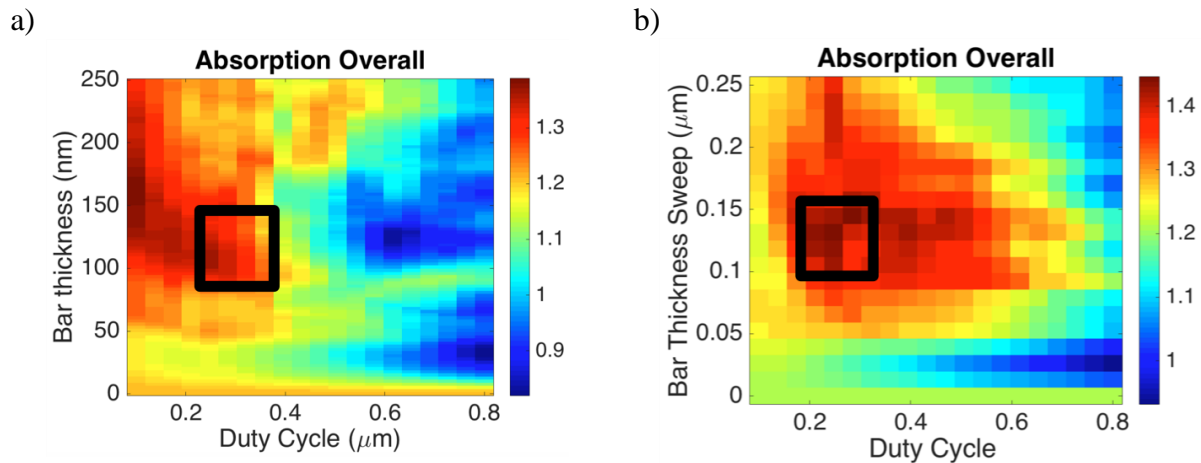 a)
Absorption Overall
250
200
150
100
50
0
Bar thickness (nm)
0.2 0.4 0.6 0.8
Duty Cycle (μm)
1.3
1.2
1.1
1
0.9
b)
Absorption Overall
0.25
0.2
0.15
0.1
0.05
0
Bar Thickness Sweep (μm)
0.2 0.4 0.6 0.8
Duty Cycle
1.4
1.3
1.2
1.1
1